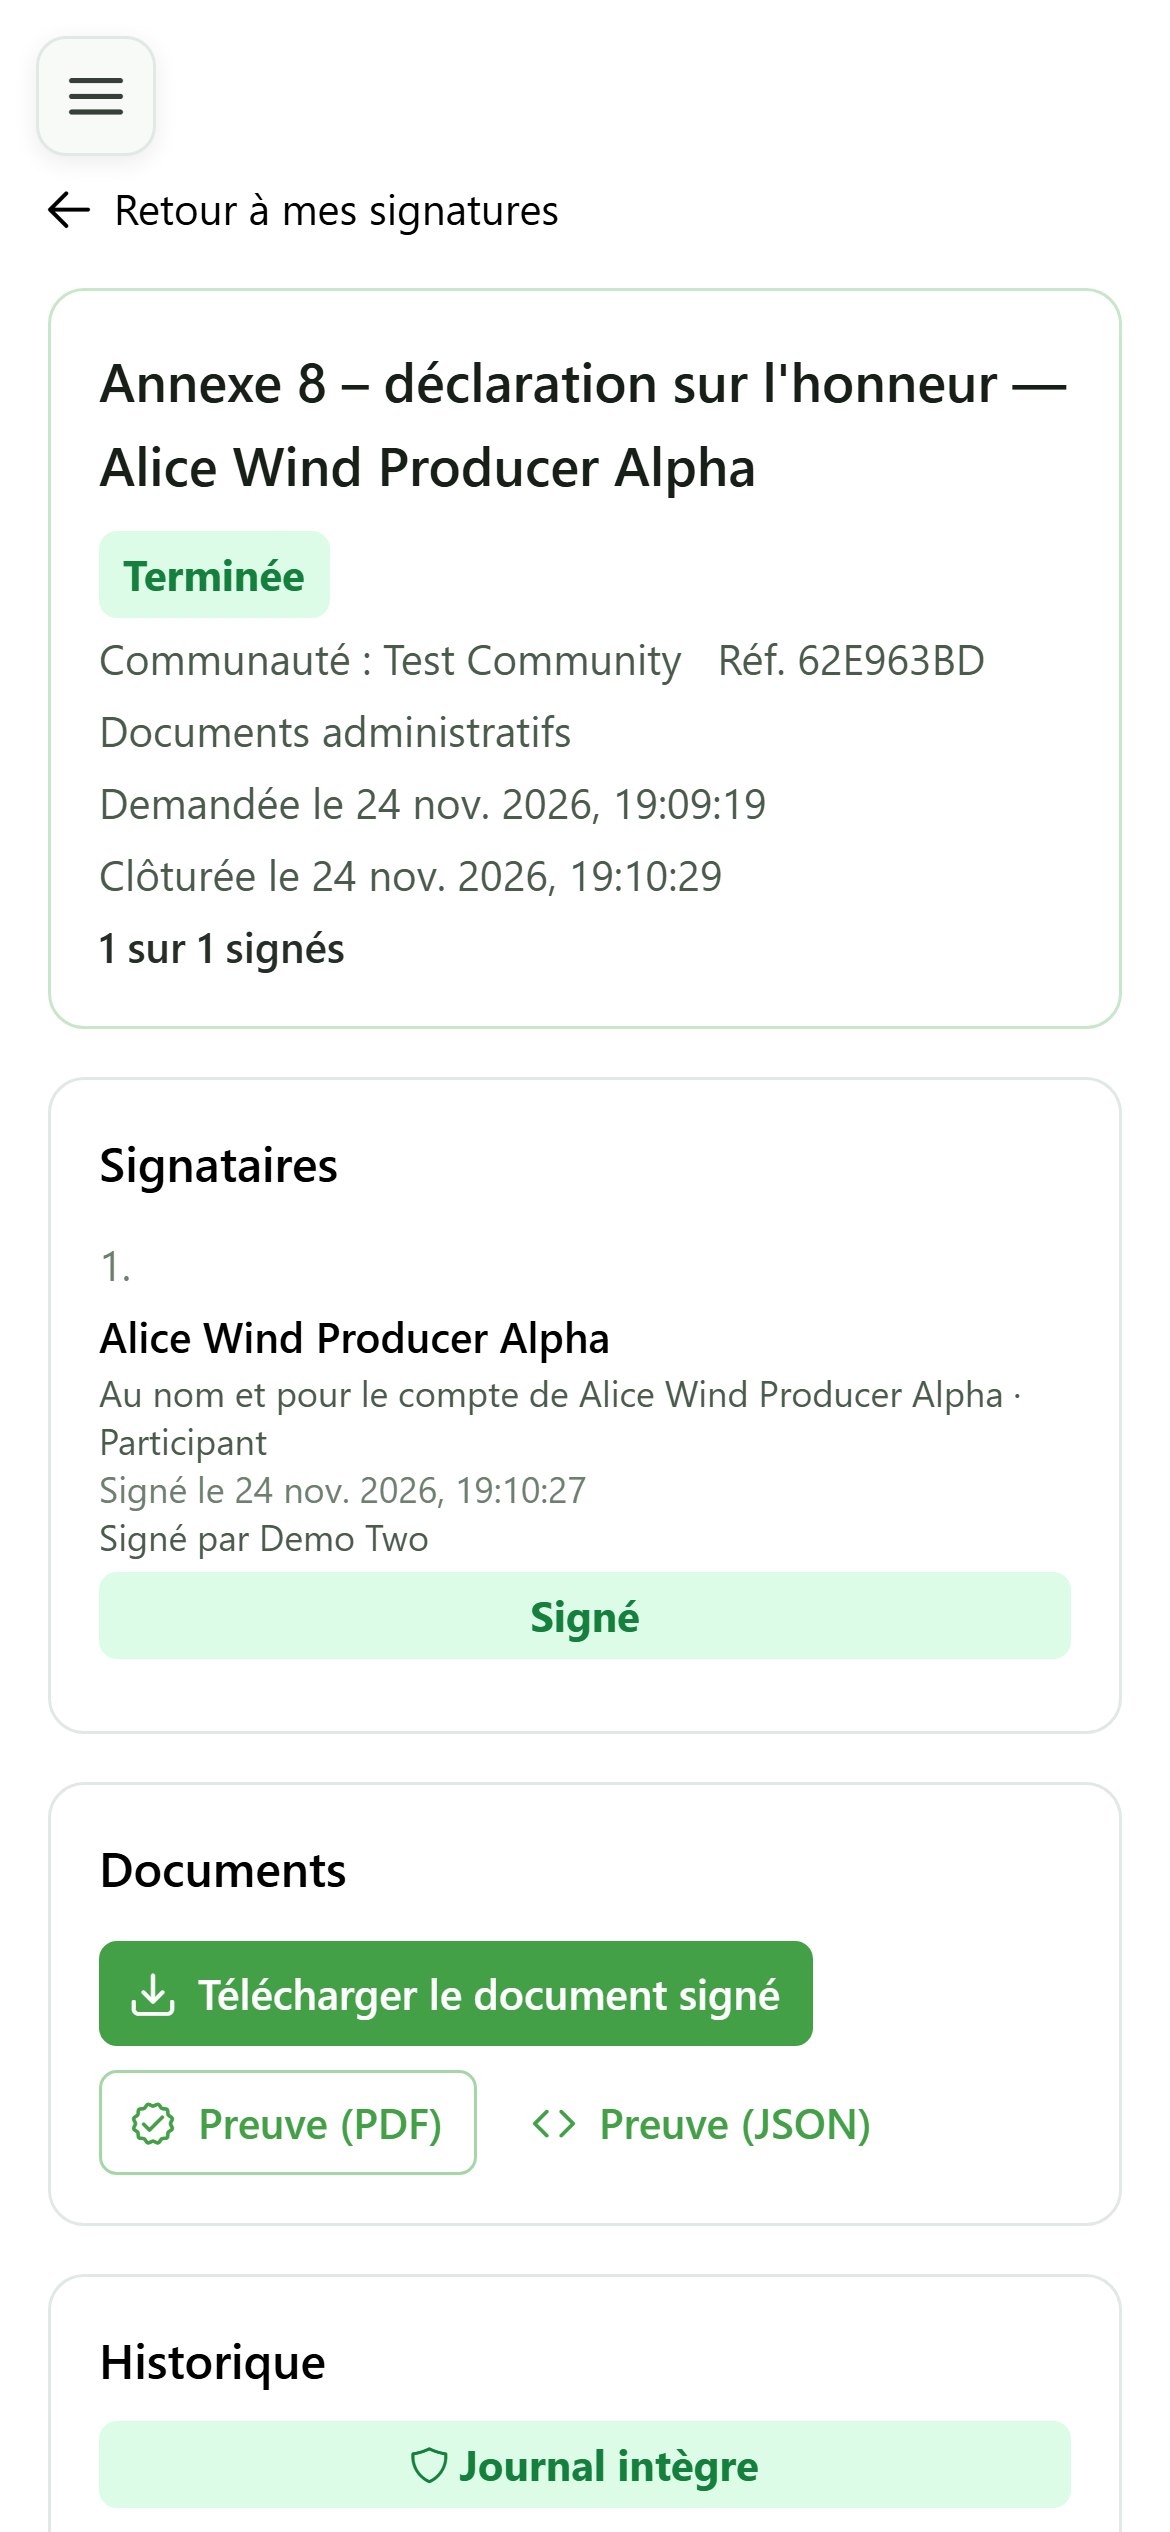 Retour à mes signatures
Annexe 8 – déclaration sur l'honneur —
Alice Wind Producer Alpha
Terminée
Communauté : Test Community Réf. 62E963BD
Documents administratifs
Demandée le 24 nov. 2026, 19:09:19
Clôturée le 24 nov. 2026, 19:10:29
1 sur 1 signés
Signataires
1.
Alice Wind Producer Alpha
Au nom et pour le compte de Alice Wind Producer Alpha ·
Participant
Signé le 24 nov. 2026, 19:10:27
Signé par Demo Two
Signé
Documents
Télécharger le document signé
Preuve (PDF) Preuve (JSON)
Historique
Journal intègre